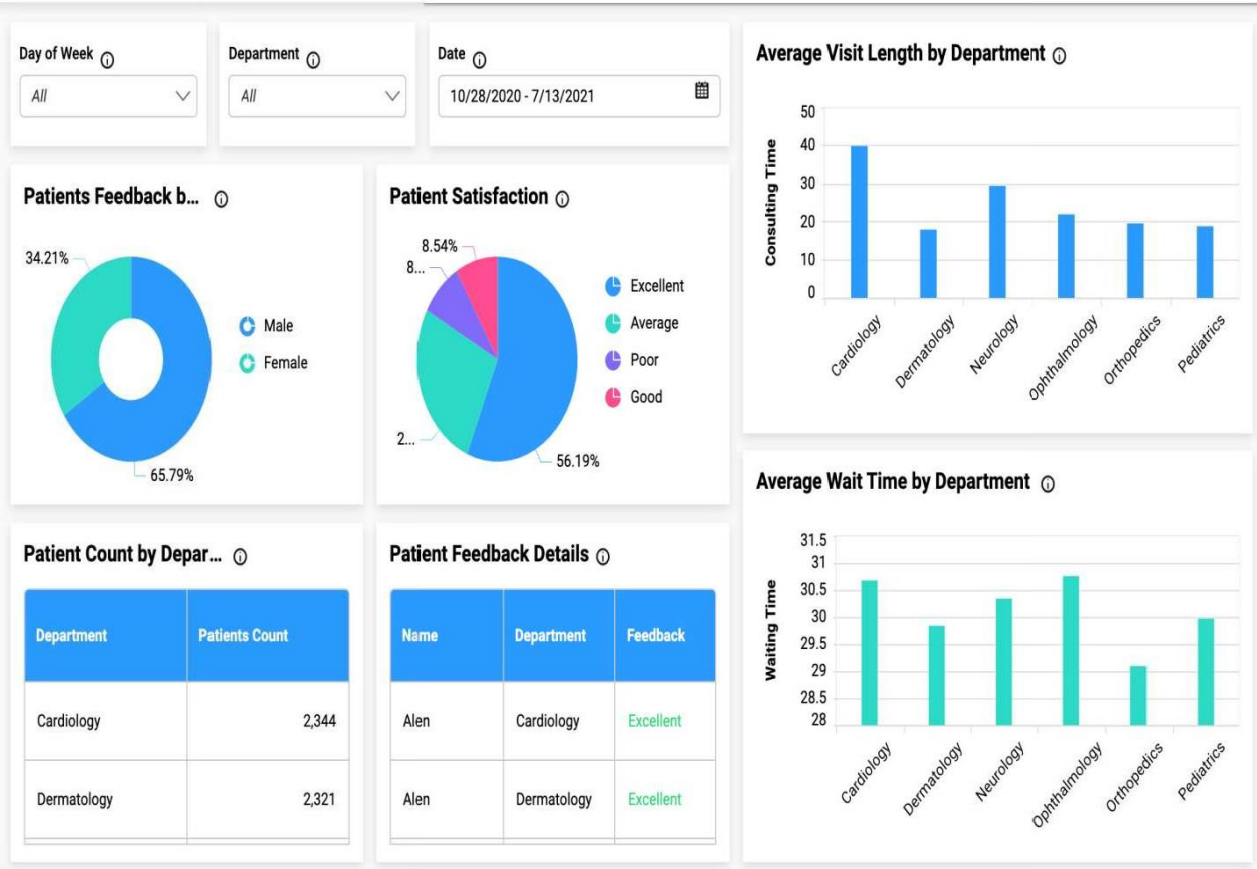 Day of Week
All
Department
All
Date
10/28/2020 - 7/13/2021
Patients Feedback b...
34.21%
65.79%
Male
Female
Patient Satisfaction
8.54%
8...
2...
56.19%
Excellent
Average
Poor
Good
Patient Count by Depar...
Department Patients Count
Cardiology 2,344
Dermatology 2,321
Patient Feedback Details
Name Department Feedback
Alen Cardiology Excellent
Alen Dermatology Excellent
Average Visit Length by Department
Consulting Time
50
40
30
20
10
0
Cardiology Dermatology Neurology Ophthalmology Orthopedics Pediatrics
Average Wait Time by Department
Waiting Time
31.5
31
30.5
30
29.5
29
28.5
28
Cardiology Dermatology Neurology Ophthalmology Orthopedics Pediatrics